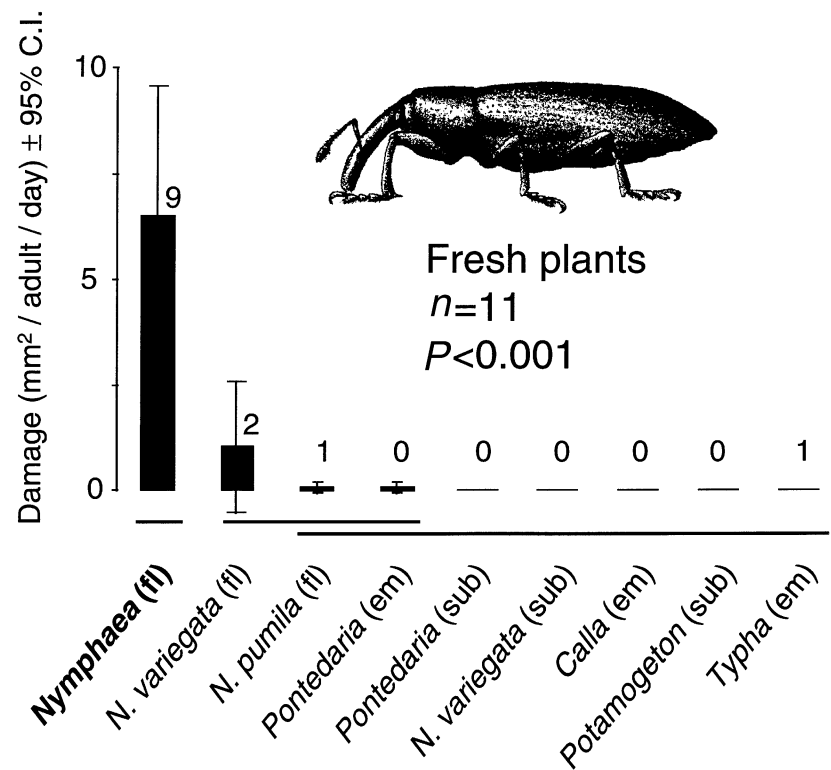 Damage (mm² / adult / day) ± 95% C.I.
10
5
0
9
2
1
0
0
0
0
0
1
Fresh plants
n=11
P<0.001
Nymphaea (fl)
N. variegata (fl)
N. pumila (fl)
Pontedaria (em)
Pontedaria (sub)
N. variegata (sub)
Calla (em)
Potamogeton (sub)
Typha (em)